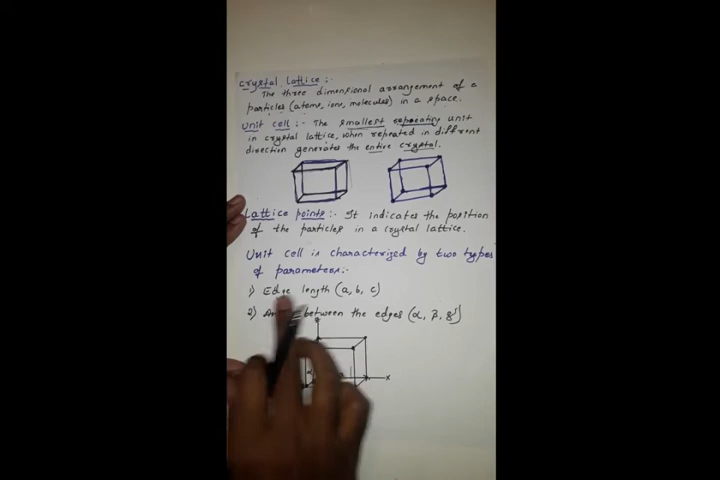 crystal lattice :-
The three dimensional arrangement of a
particles (atoms, ions, molecules) in a space.
Unit cell :- The smallest repeating unit
in crystal lattice, when repeated in different
direction generates the entire crystal.
Lattice points :- It indicates the position
of the particles in a crystal lattice.
Unit cell is characterized by two types
of parameters:-
1) Edge length (a, b, c)
2) between the edges (α, β, γ)
x